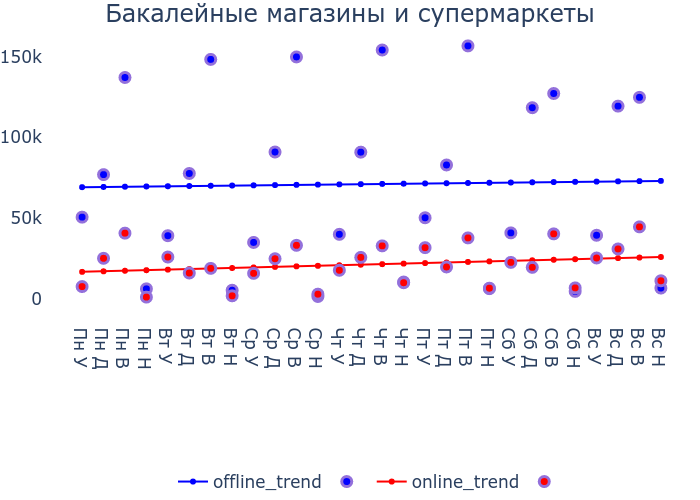 Бакалейные магазины и супермаркеты
150k
100k
50k
0
Пн У
Пн Д
Пн В
Пн Н
Вт У
Вт Д
Вт В
Вт Н
Ср У
Ср Д
Ср В
Ср Н
Чт У
Чт Д
Чт В
Чт Н
Пт У
Пт Д
Пт В
Пт Н
Сб У
Сб Д
Сб В
Сб Н
Вс У
Вс Д
Вс В
Вс Н
offline_trend online_trend